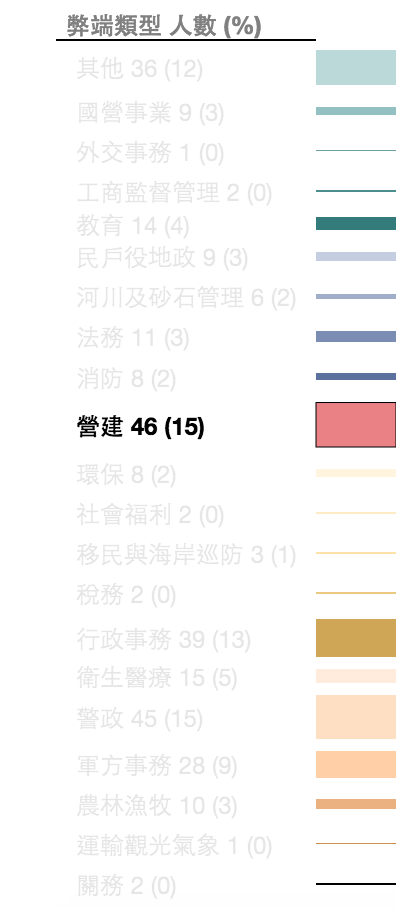 弊端類型 人數 (%)
其他 36 (12)
國營事業 9 (3)
外交事務 1 (0)
工商監督管理 2 (0)
教育 14 (4)
民戶役地政 9 (3)
河川及砂石管理 6 (2)
法務 11 (3)
消防 8 (2)
營建 46 (15)
環保 8 (2)
社會福利 2 (0)
移民與海岸巡防 3 (1)
稅務 2 (0)
行政事務 39 (13)
衛生醫療 15 (5)
警政 45 (15)
軍方事務 28 (9)
農林漁牧 10 (3)
運輸觀光氣象 1 (0)
關務 2 (0)